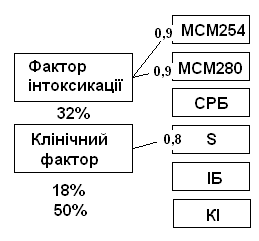 0,9
МСМ254
Фактор
інтоксикації
0,9
МСМ280
32%
СРБ
Клінічний
фактор
0,8
S
18%
50%
ІБ
КІ